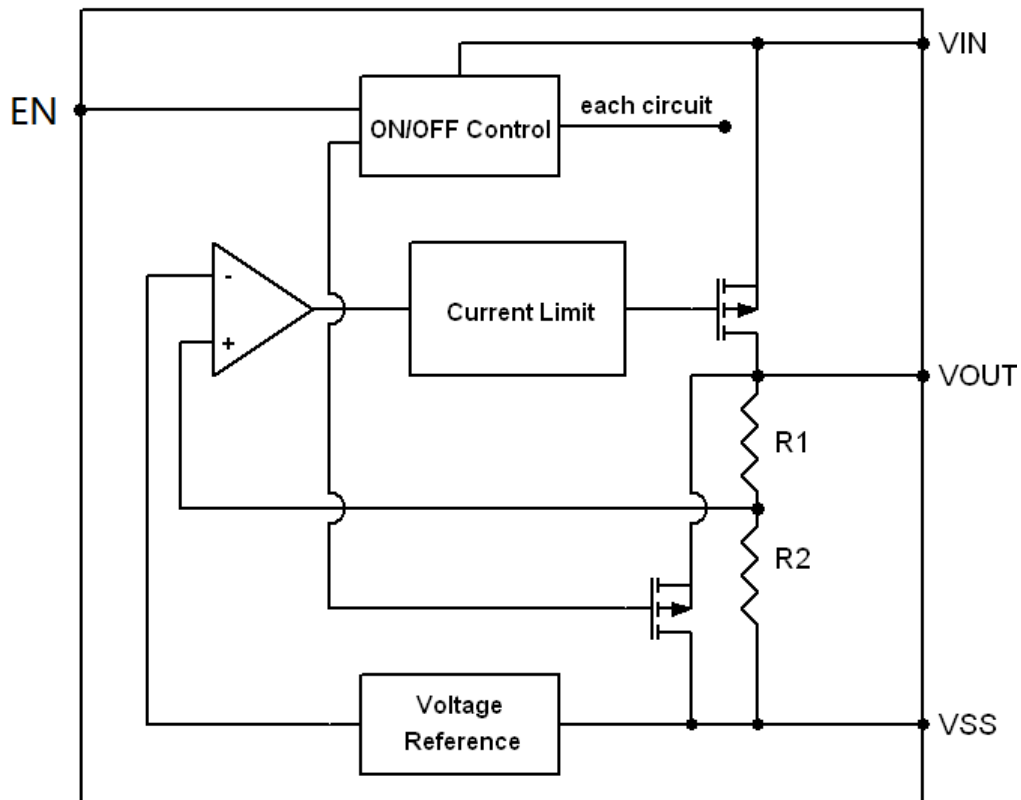 VIN
EN
each circuit
ON/OFF Control
-
Current Limit
+
VOUT
R1
R2
Voltage
Reference
VSS